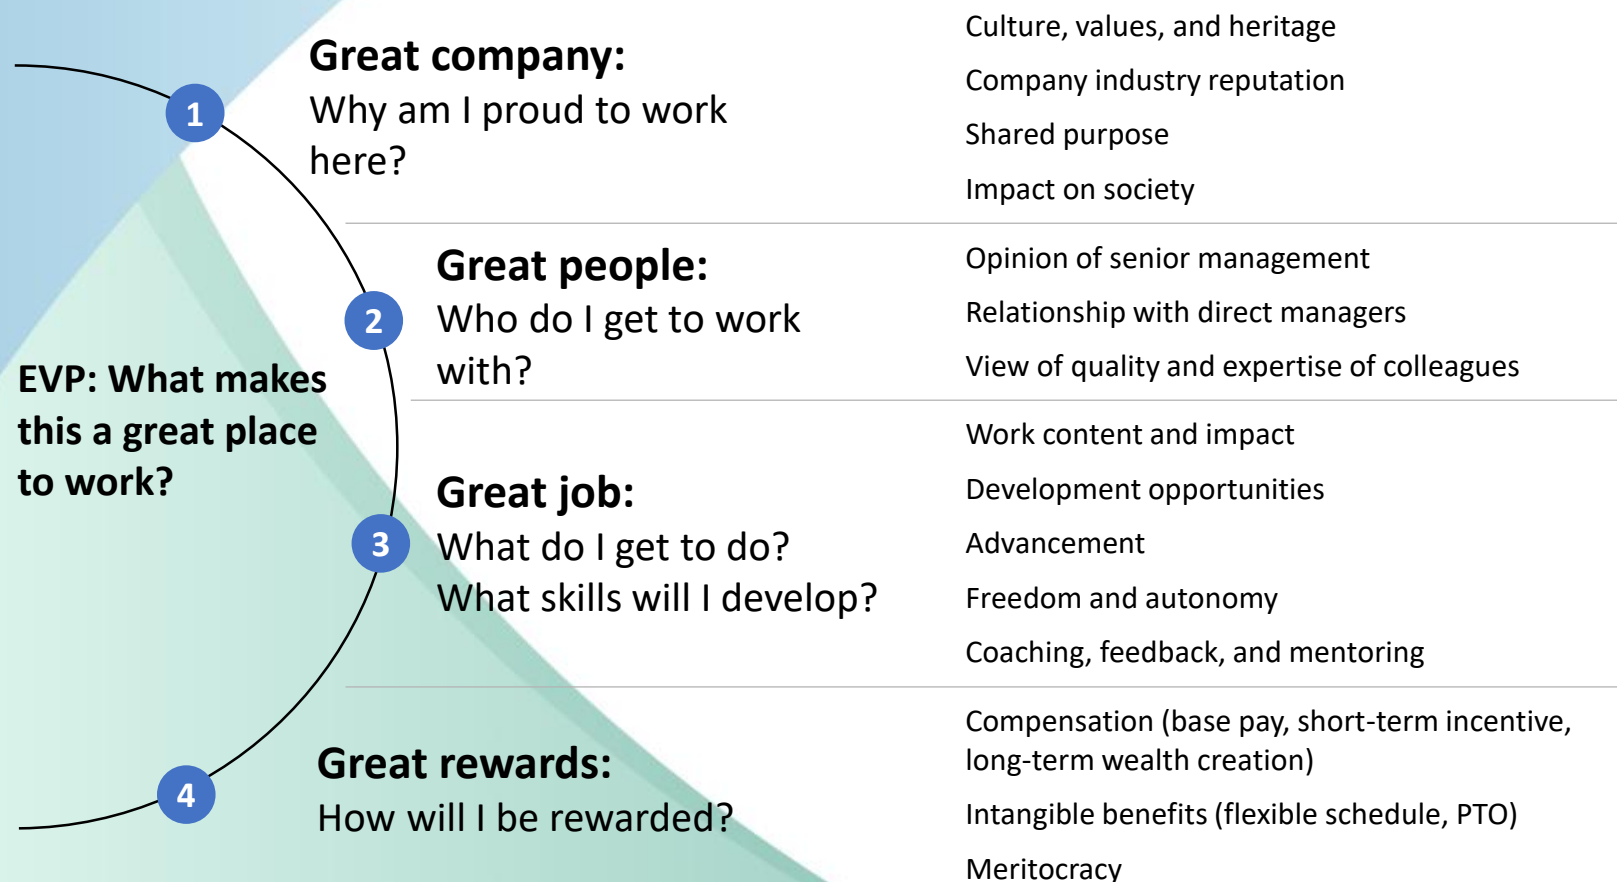 EVP: What makes
this a great place
to work?
1
Great company:
Why am I proud to work
here?
Culture, values, and heritage
Company industry reputation
Shared purpose
Impact on society
2
Great people:
Who do I get to work
with?
Opinion of senior management
Relationship with direct managers
View of quality and expertise of colleagues
3
Great job:
What do I get to do?
What skills will I develop?
Work content and impact
Development opportunities
Advancement
Freedom and autonomy
Coaching, feedback, and mentoring
4
Great rewards:
How will I be rewarded?
Compensation (base pay, short-term incentive,
long-term wealth creation)
Intangible benefits (flexible schedule, PTO)
Meritocracy